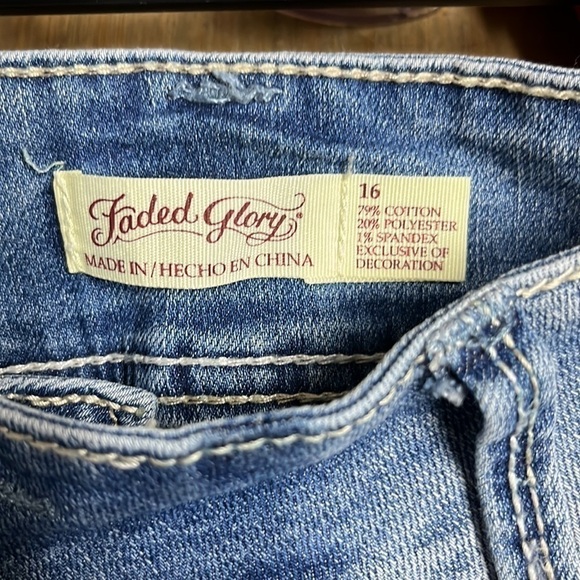 Faded Glory®
MADE IN / HECHO EN CHINA
16
79% COTTON
20% POLYESTER
1% SPANDEX
EXCLUSIVE OF
DECORATION